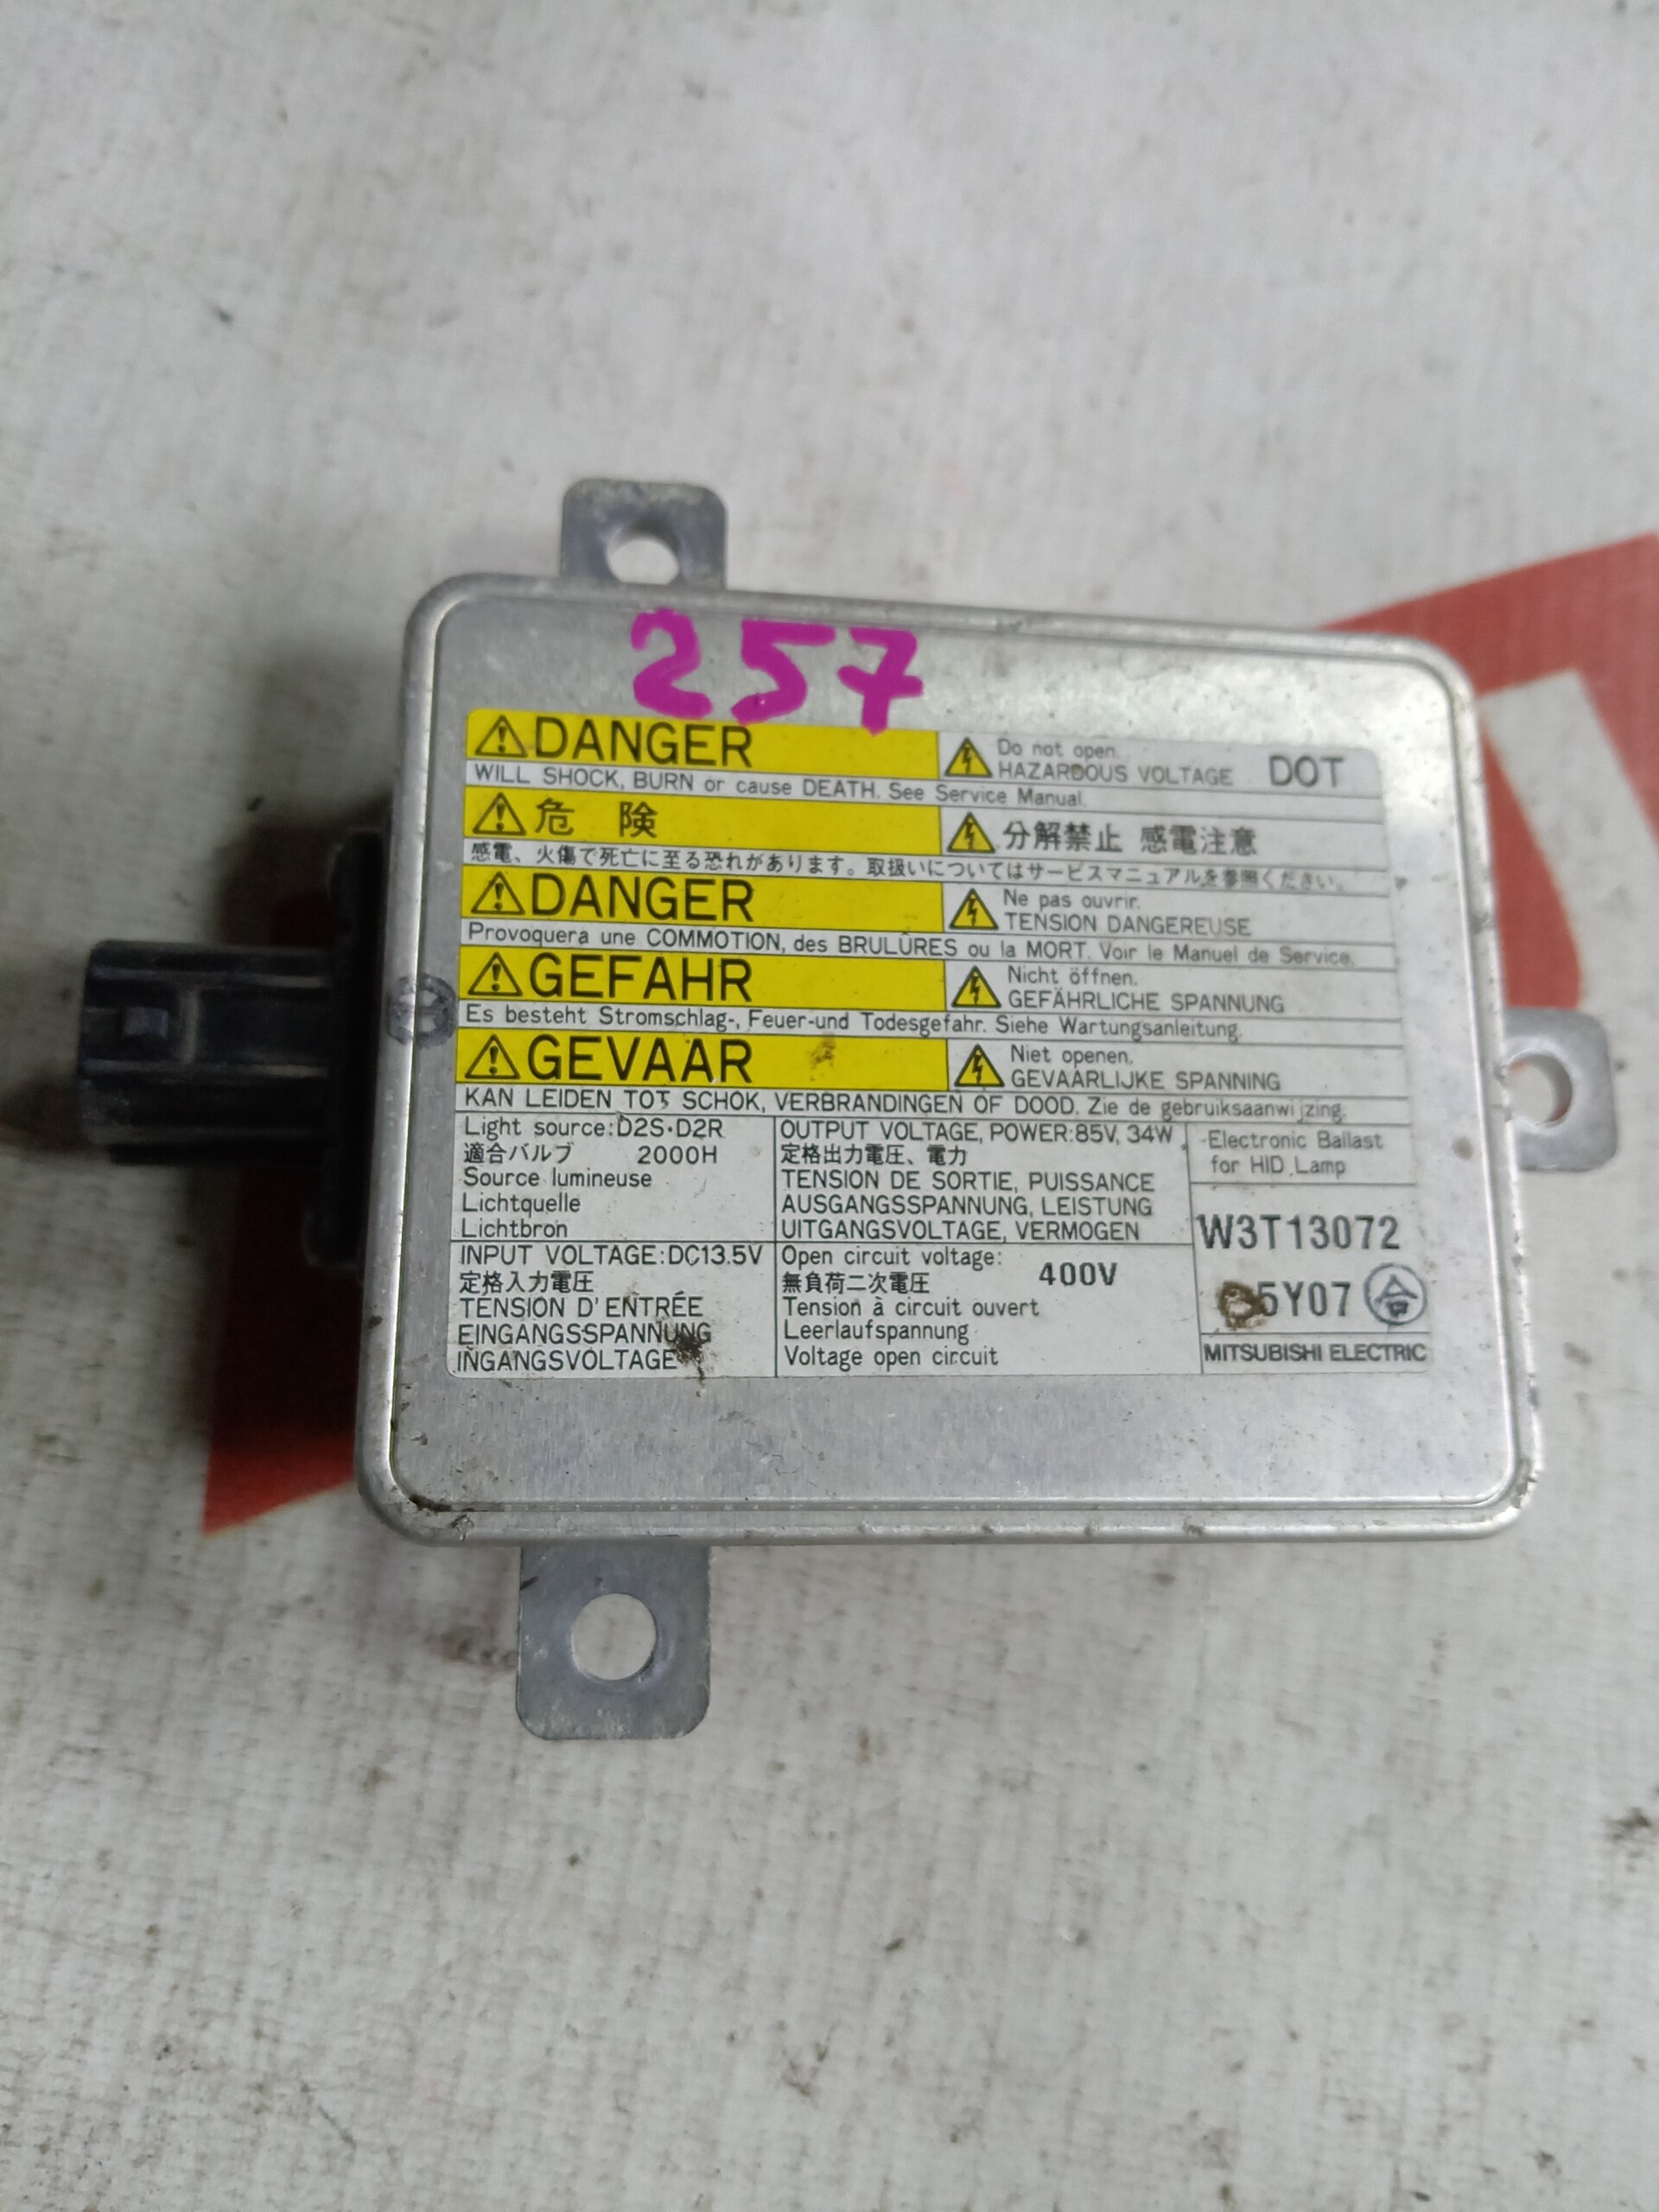 257
DANGER
Do not open.
HAZARDOUS VOLTAGE
DOT
WILL SHOCK, BURN or cause DEATH. See Service Manual.
危 険
分解禁止 感電注意
感電、火傷で死亡に至る恐れがあります。取扱いについてはサービスマニュアルを参照ください。
DANGER
Ne pas ouvrir.
TENSION DANGEREUSE
Provoquera une COMMOTION, des BRULÛRES ou la MORT. Voir le Manuel de Service.
GEFAHR
Nicht öffnen.
GEFÄHRLICHE SPANNUNG
Es besteht Stromschlag-, Feuer-und Todesgefahr. Siehe Wartungsanleitung.
GEVAAR
Niet openen.
GEVAARLIJKE SPANNING
KAN LEIDEN TOT SCHOK, VERBRANDINGEN OF DOOD. Zie de gebruiksaanwijzing.
Light source:D2S·D2R
適合バルブ 2000H
Source lumineuse
Lichtquelle
Lichtbron
OUTPUT VOLTAGE, POWER:85V, 34W
定格出力電圧、電力
TENSION DE SORTIE, PUISSANCE
AUSGANGSSPANNUNG, LEISTUNG
UITGANGSVOLTAGE, VERMOGEN
Electronic Ballast
for HID Lamp
INPUT VOLTAGE:DC13.5V
定格入力電圧
TENSION D'ENTRÉE
EINGANGSSPANNUNG
INGANGSVOLTAGE
Open circuit voltage:
無負荷二次電圧 400V
Tension à circuit ouvert
Leerlaufspannung
Voltage open circuit
W3T13072
5Y07 合
MITSUBISHI ELECTRIC